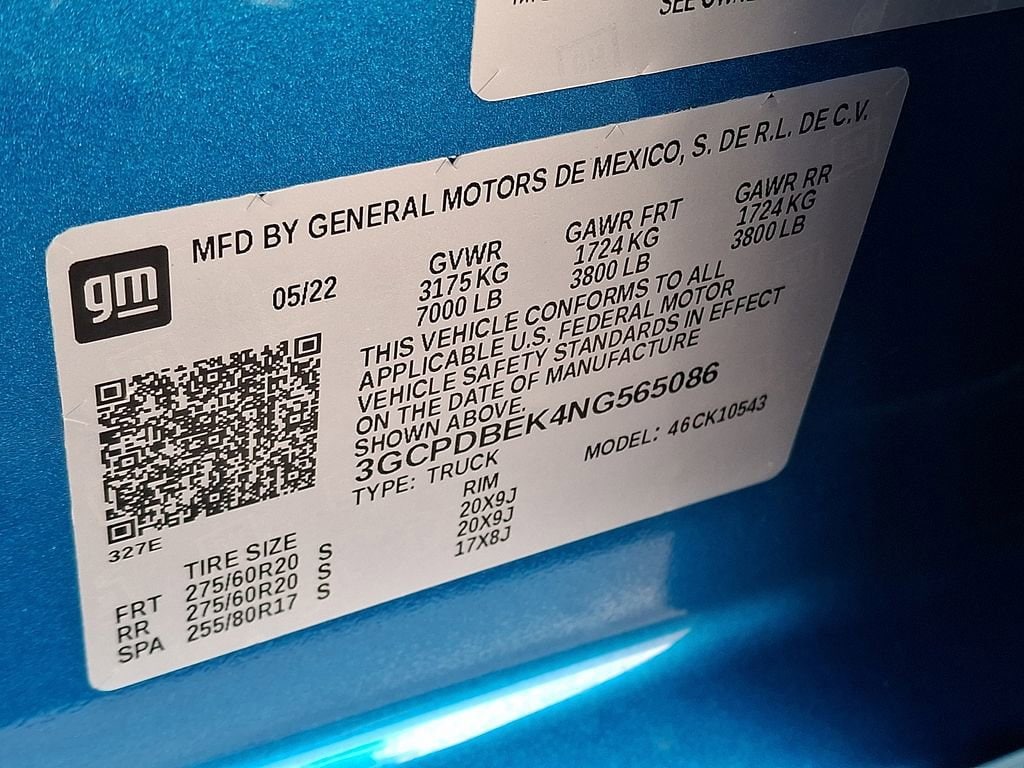 SEE OWNE
gm
MFD BY GENERAL MOTORS DE MEXICO, S. DE R.L. DE C.V.
05/22
GVWR
3175 KG
7000 LB
GAWR FRT
1724 KG
3800 LB
GAWR RR
1724 KG
3800 LB
THIS VEHICLE CONFORMS TO ALL
APPLICABLE U.S. FEDERAL MOTOR
VEHICLE SAFETY STANDARDS IN EFFECT
ON THE DATE OF MANUFACTURE
SHOWN ABOVE.
3GCPDBEK4NG565086
TYPE: TRUCK
MODEL: 46CK10543
327E
TIRE SIZE RIM
FRT 275/60R20 S 20X9J
RR 275/60R20 S 20X9J
SPA 255/80R17 S 17X8J